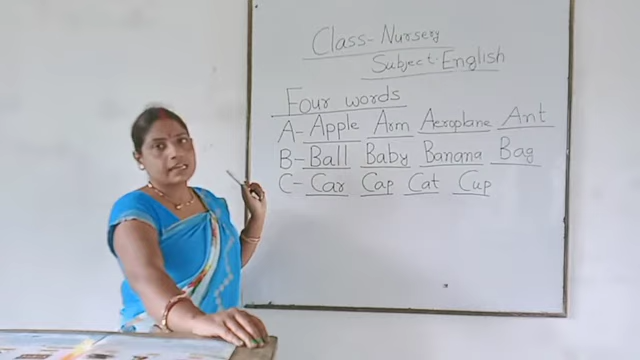 Class- Nursery
Subject- English
Four words
A- Apple Arm Aeroplane Ant
B- Ball Baby Banana Bag
C- Car Cap Cat Cup